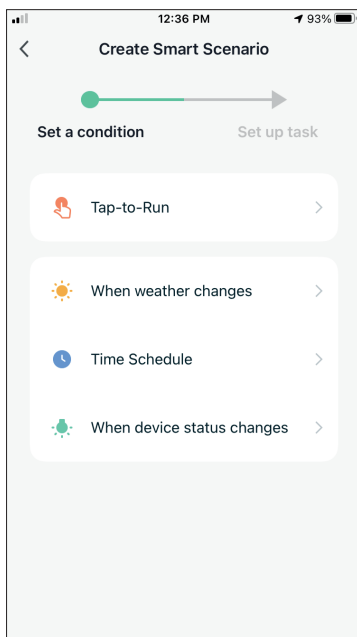 12:36 PM 93%
Create Smart Scenario
Set a condition Set up task
Tap-to-Run
When weather changes
Time Schedule
When device status changes